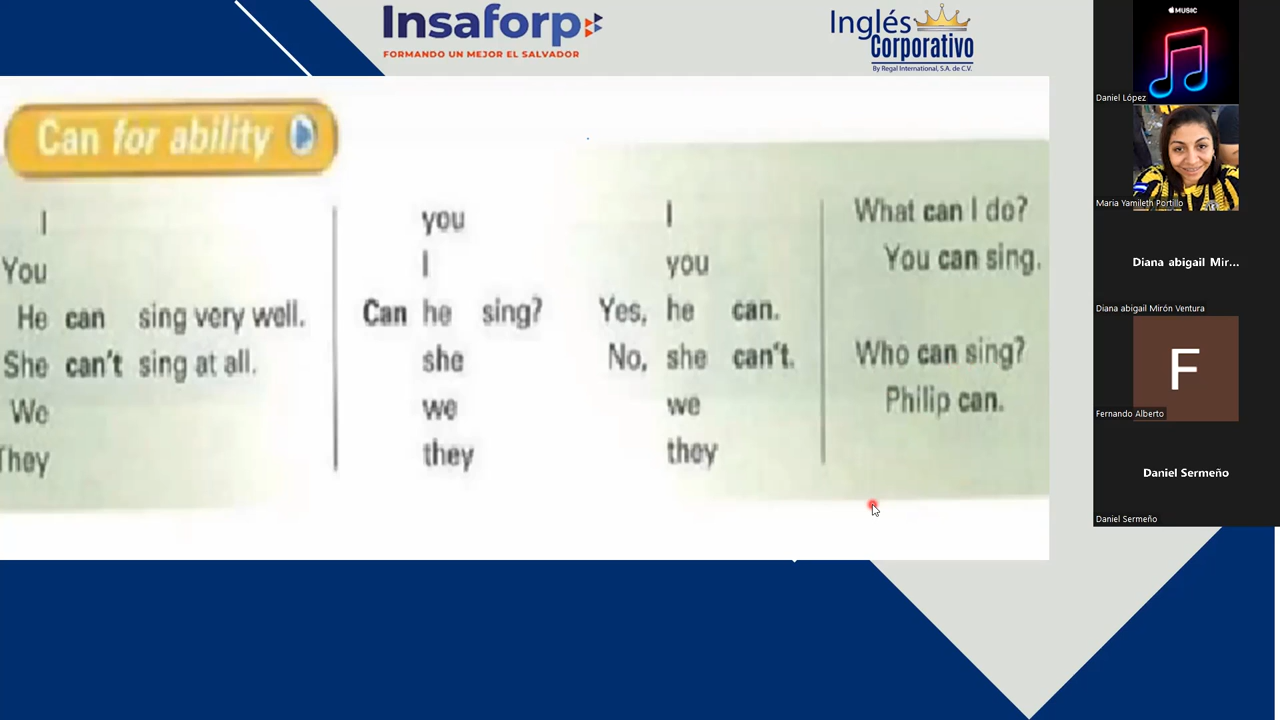 Insaforp
FORMANDO UN MEJOR EL SALVADOR
Inglés
Corporativo
By Regal International, S.A. de C.V.
Can for ability
I
You
He can sing very well.
She can't sing at all.
We
They
you
I
Can he sing?
she
we
they
I
you
Yes, he can.
No, she can't.
we
they
What can I do?
You can sing.
Who can sing?
Philip can.
MUSIC
Daniel López
Maria Yamileth Portillo
Diana abigail Mir...
Diana abigail Mirón Ventura
F
Fernando Alberto
Daniel Sermeño
Daniel Sermeño